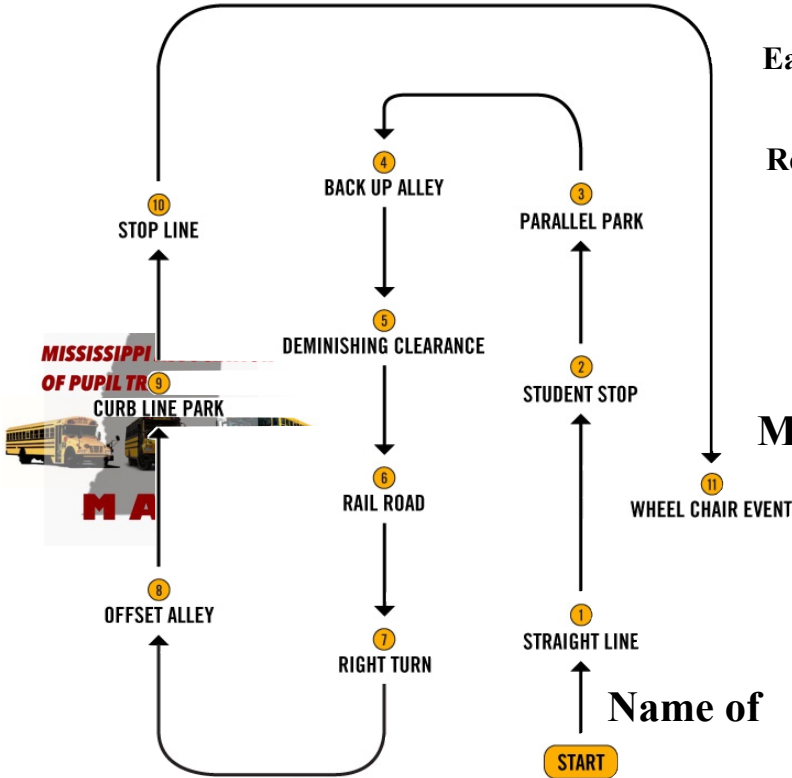 Ea
Re
10
STOP LINE
4
BACK UP ALLEY
3
PARALLEL PARK
5
DEMINISHING CLEARANCE
MISSISSIPPI
OF PUPIL TR
9
CURB LINE PARK
2
STUDENT STOP
M
M A
6
RAIL ROAD
11
WHEEL CHAIR EVENT
8
OFFSET ALLEY
7
RIGHT TURN
1
STRAIGHT LINE
Name of
START